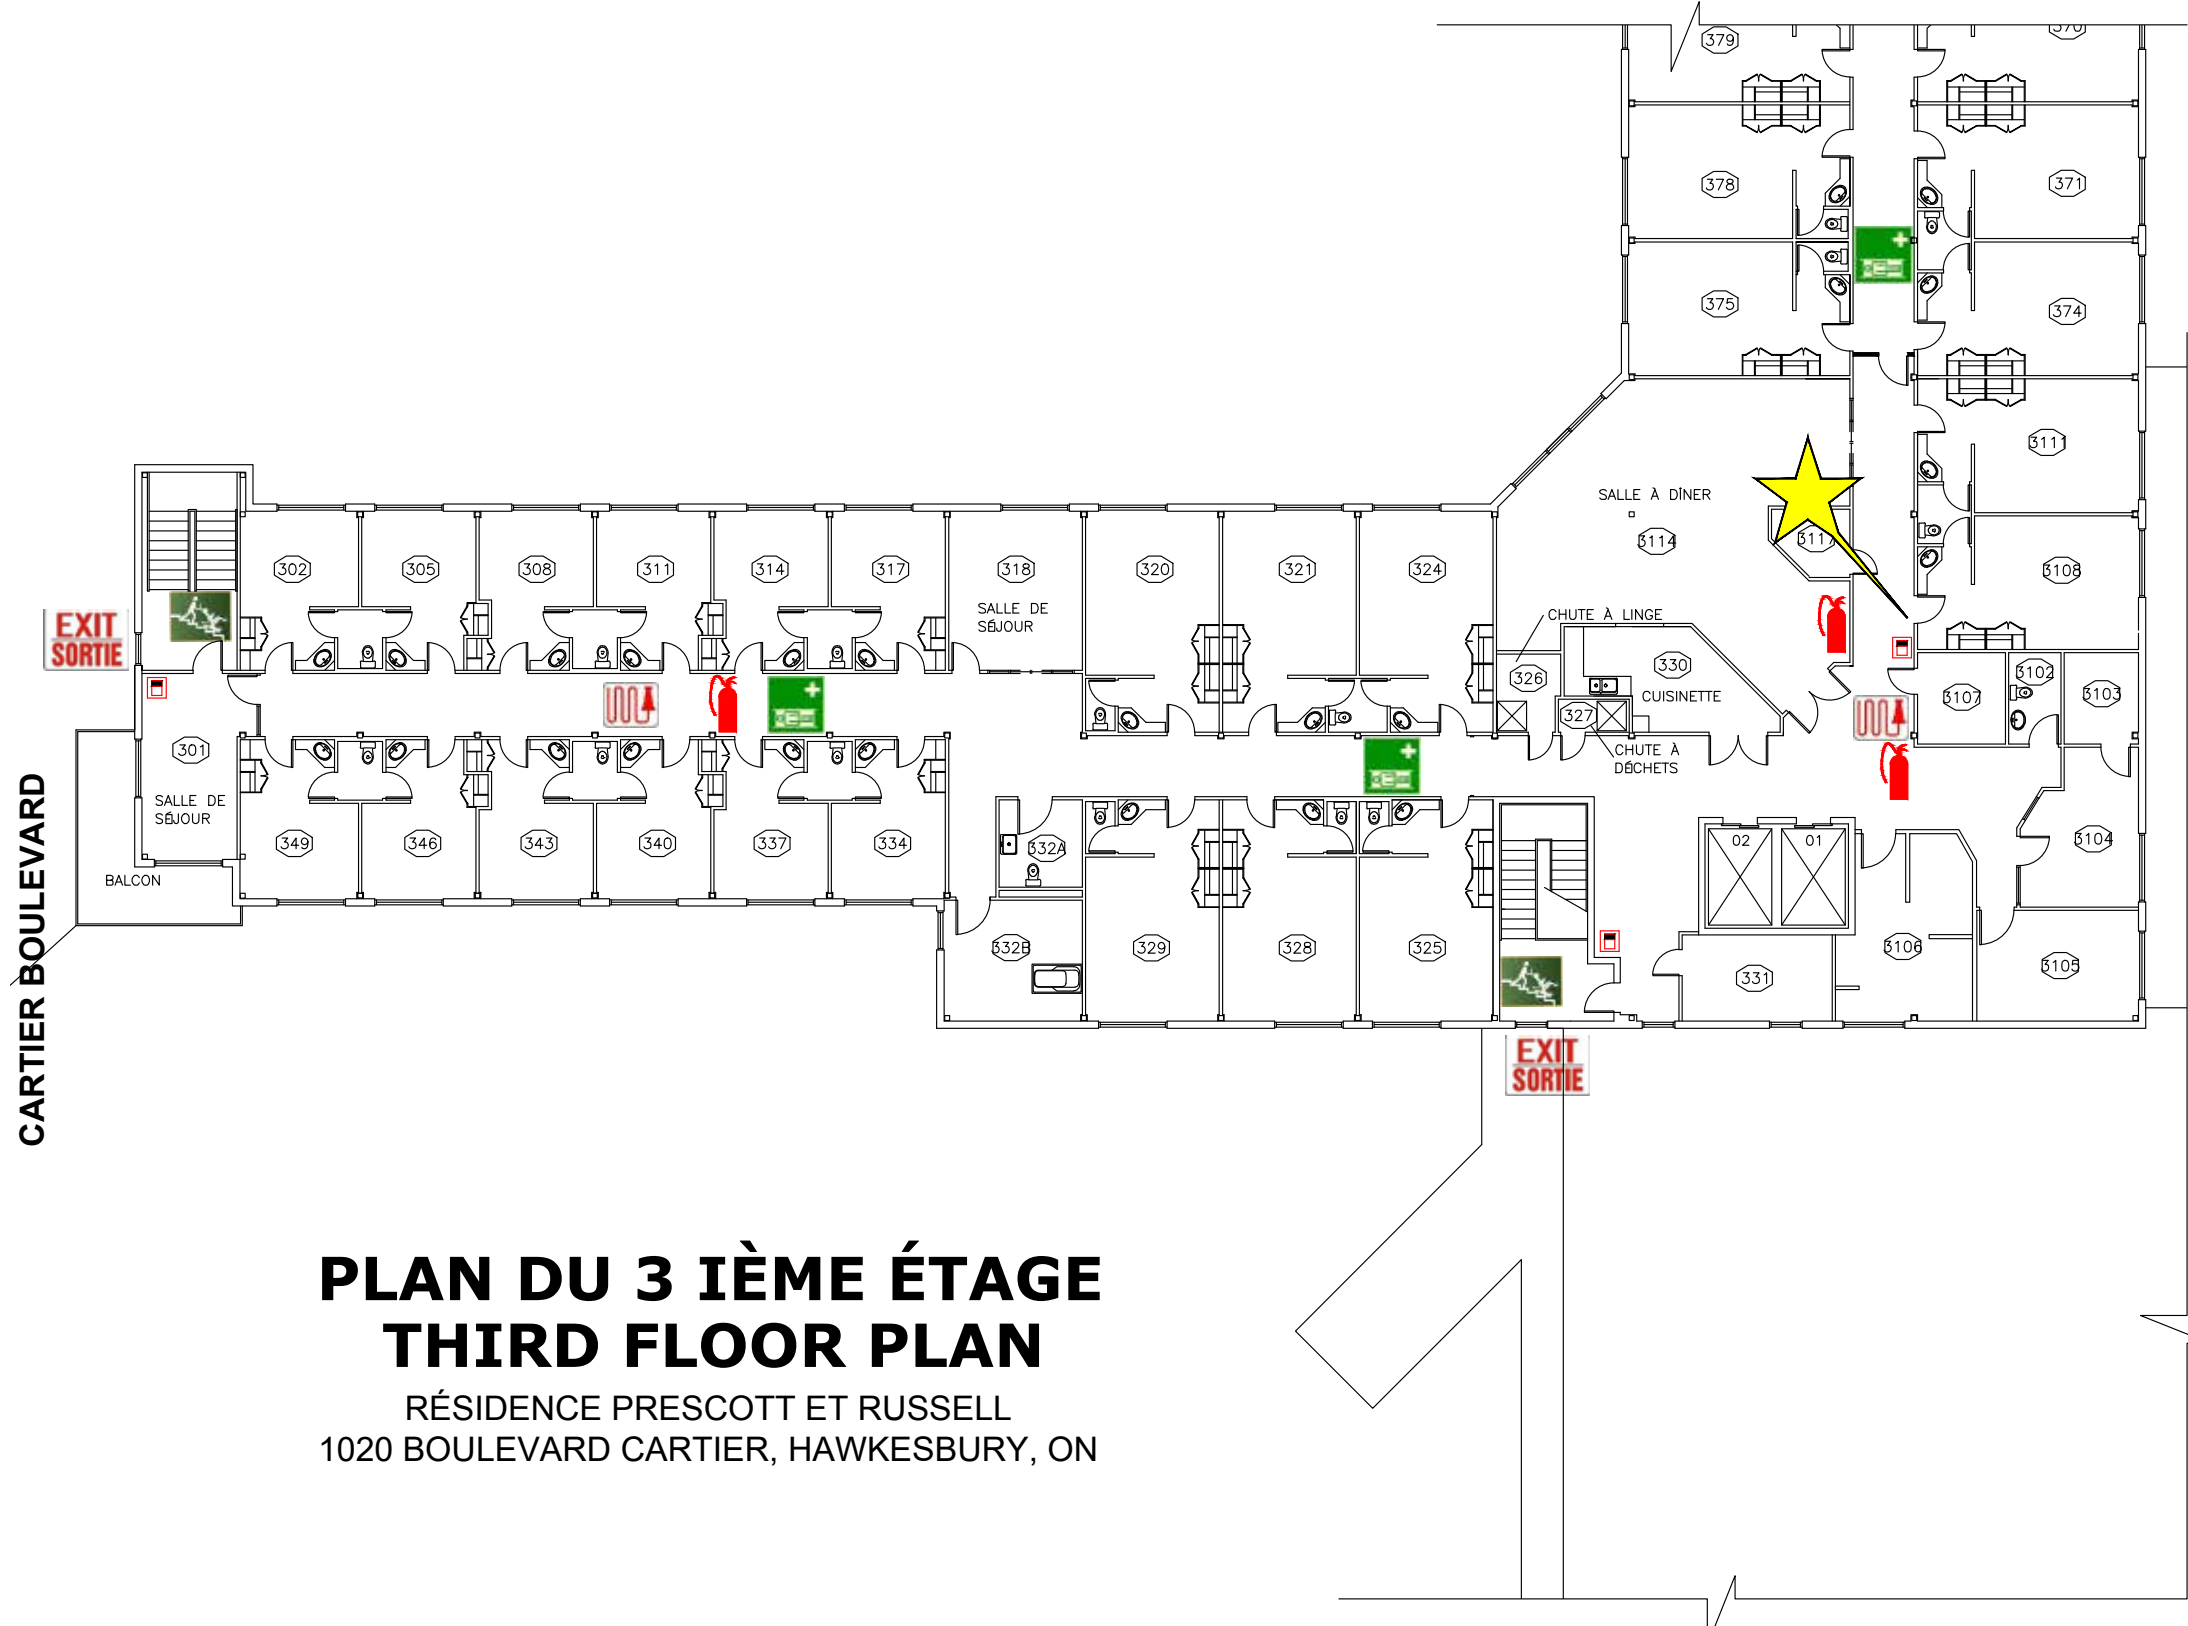 379
370
378
371
375
374
3111
SALLE À DÎNER
3114
3117
3108
302
305
308
311
314
317
318
320
321
324
SALLE DE
SÉJOUR
CHUTE À LINGE
EXIT
SORTIE
326
330
CUISINETTE
327
CHUTE À
DÉCHETS
3107
3102
3103
301
SALLE DE
SÉJOUR
BALCON
CARTIER BOULEVARD
349
346
343
340
337
334
332A
332B
329
328
325
02
01
3104
3106
3105
331
EXIT
SORTIE
PLAN DU 3 IÈME ÉTAGE
THIRD FLOOR PLAN
RÉSIDENCE PRESCOTT ET RUSSELL
1020 BOULEVARD CARTIER, HAWKESBURY, ON